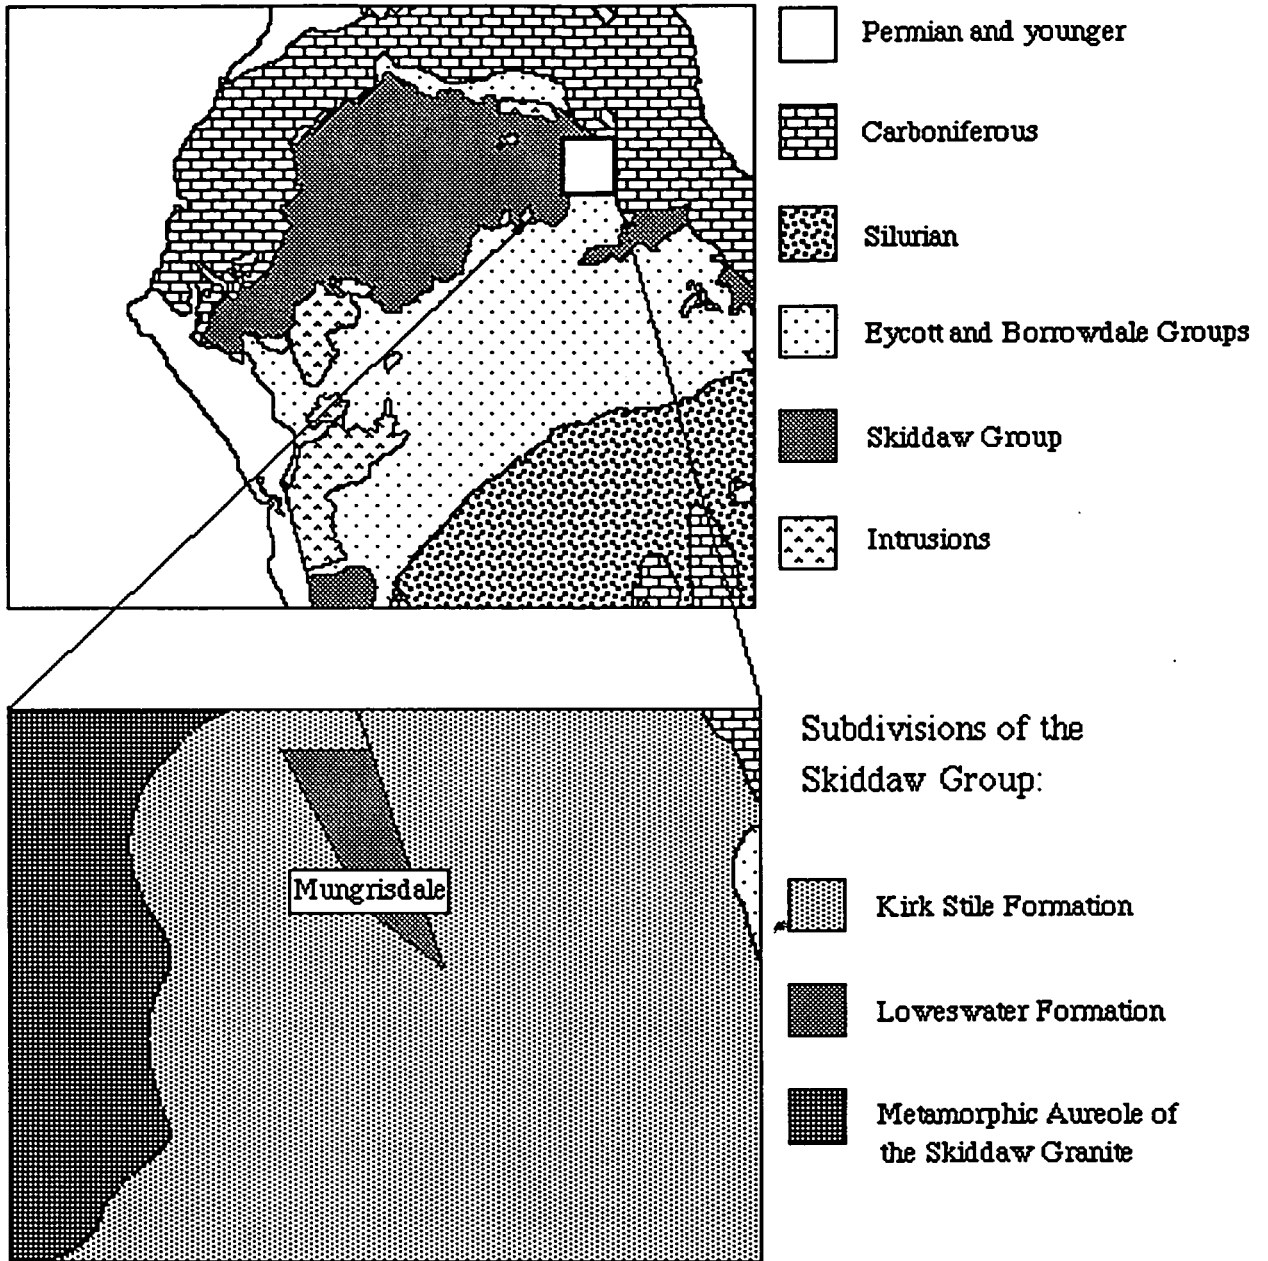 Permian and younger
Carboniferous
Silurian
Eycott and Borrowdale Groups
Skiddaw Group
Intrusions
Subdivisions of the
Skiddaw Group:
Mungrisdale
Kirk Stile Formation
Loweswater Formation
Metamorphic Aureole of
the Skiddaw Granite